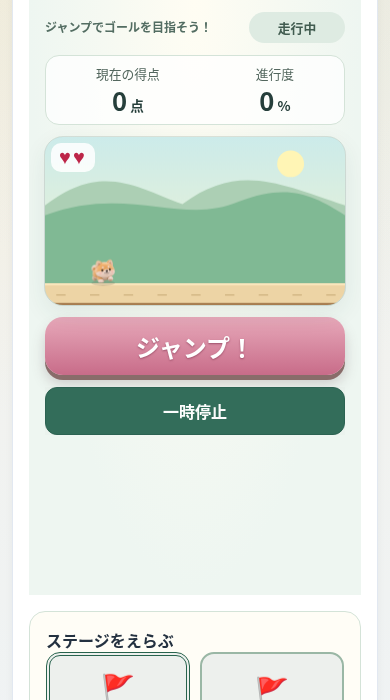 ジャンプでゴールを目指そう！
走行中
現在の得点
進行度
0点
0%
ジャンプ！
一時停止
ステージをえらぶ